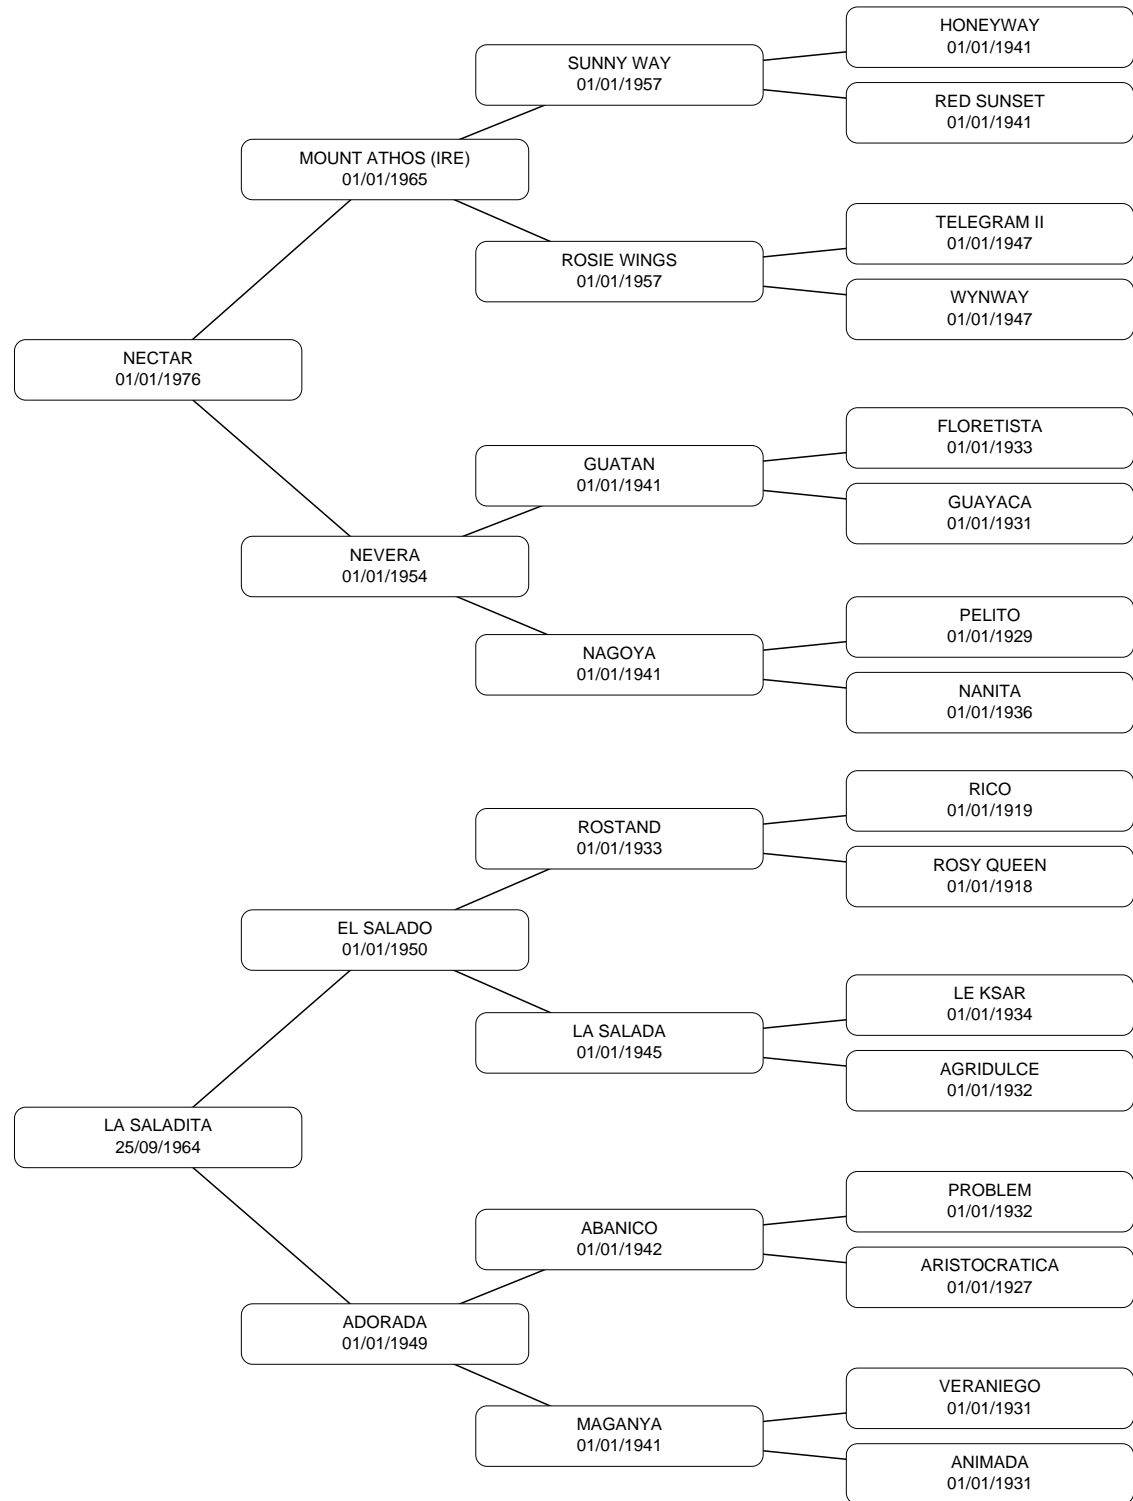 HONEYWAY
01/01/1941
SUNNY WAY
01/01/1957
RED SUNSET
01/01/1941
MOUNT ATHOS (IRE)
01/01/1965
TELEGRAM II
01/01/1947
ROSIE WINGS
01/01/1957
WYNWAY
01/01/1947
NECTAR
01/01/1976
FLORETISTA
01/01/1933
GUATAN
01/01/1941
GUAYACA
01/01/1931
NEVERA
01/01/1954
PELITO
01/01/1929
NAGOYA
01/01/1941
NANITA
01/01/1936
RICO
01/01/1919
ROSTAND
01/01/1933
ROSY QUEEN
01/01/1918
EL SALADO
01/01/1950
LE KSAR
01/01/1934
LA SALADA
01/01/1945
AGRIDULCE
01/01/1932
LA SALADITA
25/09/1964
PROBLEM
01/01/1932
ABANICO
01/01/1942
ARISTOCRATICA
01/01/1927
ADORADA
01/01/1949
VERANIEGO
01/01/1931
MAGANYA
01/01/1941
ANIMADA
01/01/1931